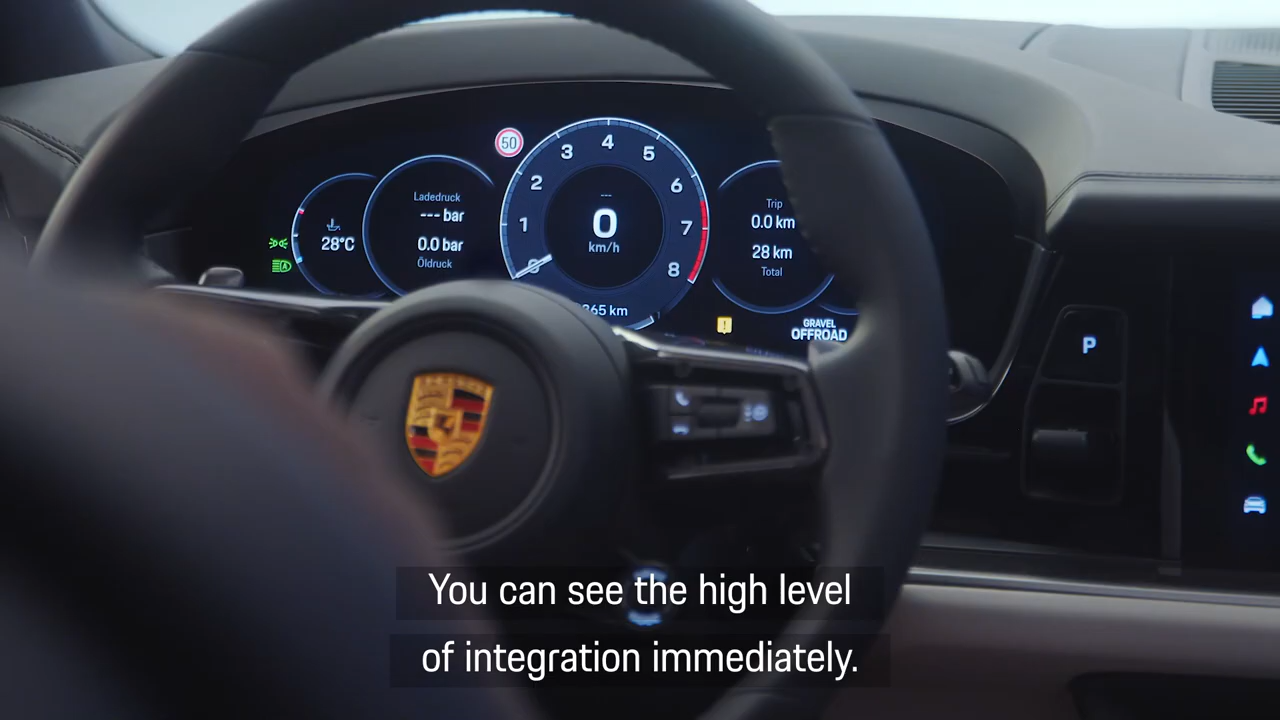 50
Ladedruck
--- bar
0.0 bar
Öldruck
28°C
0
1
2
3
4
5
6
7
8
---
0
km/h
265 km
Trip
0.0 km
28 km
Total
GRAVEL
OFFROAD
P
You can see the high level
of integration immediately.